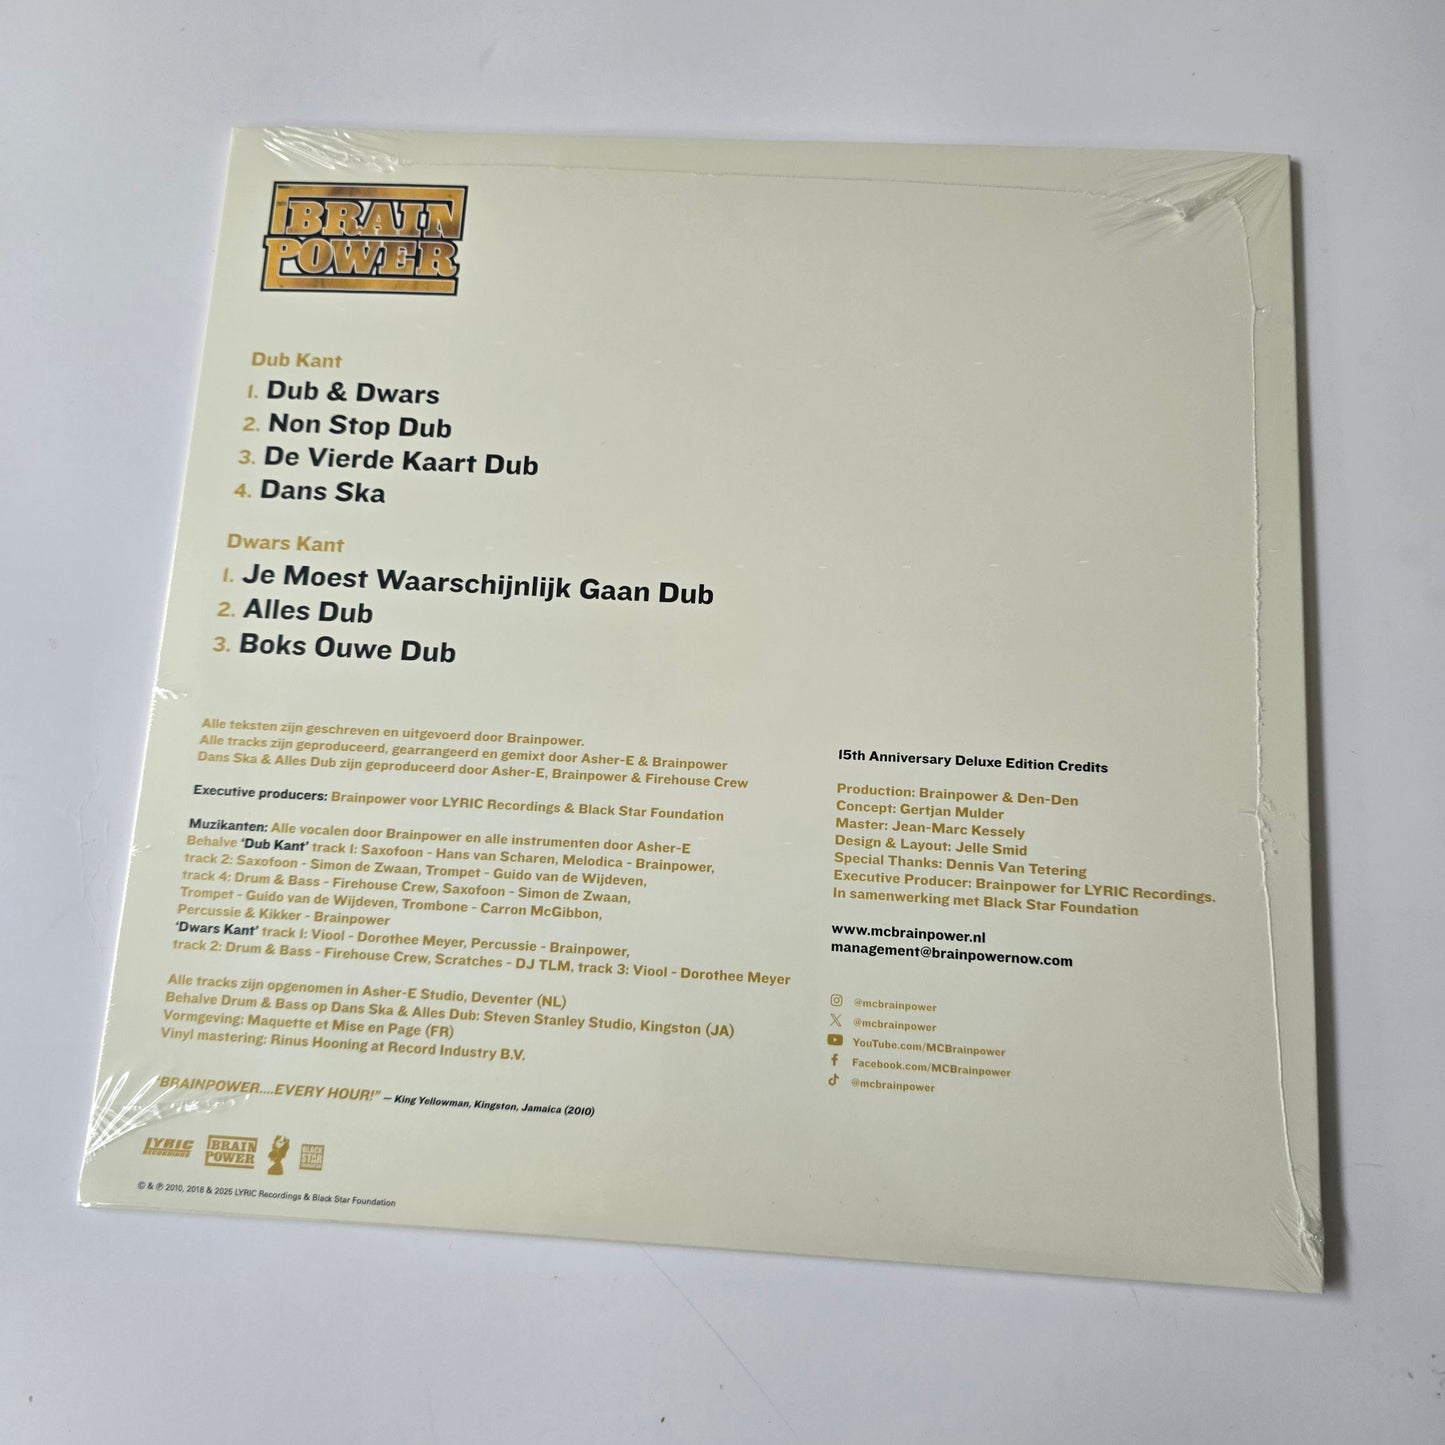 BRAIN
POWER
Dub Kant
1. Dub & Dwars
2. Non Stop Dub
3. De Vierde Kaart Dub
4. Dans Ska
Dwars Kant
1. Je Moest Waarschijnlijk Gaan Dub
2. Alles Dub
3. Boks Ouwe Dub
Alle teksten zijn geschreven en uitgevoerd door Brainpower.
Alle tracks zijn geproduceerd, gearrangeerd en gemixt door Asher-E & Brainpower
Dans Ska & Alles Dub zijn geproduceerd door Asher-E, Brainpower & Firehouse Crew
Executive producers: Brainpower voor LYRIC Recordings & Black Star Foundation
Muzikanten: Alle vocalen door Brainpower en alle instrumenten door Asher-E
Behalve ‘Dub Kant’ track 1: Saxofoon - Hans van Scharen, Melodica - Brainpower,
track 2: Saxofoon - Simon de Zwaan, Trompet - Guido van de Wijdeven,
track 4: Drum & Bass - Firehouse Crew, Saxofoon - Simon de Zwaan,
Trompet - Guido van de Wijdeven, Trombone - Carron McGibbon,
Percussie & Kikker - Brainpower
‘Dwars Kant’ track 1: Viool - Dorothee Meyer, Percussie - Brainpower,
track 2: Drum & Bass - Firehouse Crew, Scratches - DJ TLM, track 3: Viool - Dorothee Meyer
Alle tracks zijn opgenomen in Asher-E Studio, Deventer (NL)
Behalve Drum & Bass op Dans Ska & Alles Dub: Steven Stanley Studio, Kingston (JA)
Vormgeving: Maquette et Mise en Page (FR)
Vinyl mastering: Rinus Hooning at Record Industry B.V.
"BRAINPOWER....EVERY HOUR!" – King Yellowman, Kingston, Jamaica (2010)
LYRIC
RECORDINGS
BRAIN
POWER
BLACK
STAR
FOUNDATION
© & ℗ 2010, 2018 & 2025 LYRIC Recordings & Black Star Foundation
15th Anniversary Deluxe Edition Credits
Production: Brainpower & Den-Den
Concept: Gertjan Mulder
Master: Jean-Marc Kessely
Design & Layout: Jelle Smid
Special Thanks: Dennis Van Tetering
Executive Producer: Brainpower for LYRIC Recordings.
In samenwerking met Black Star Foundation
www.mcbrainpower.nl
management@brainpowernow.com
@mcbrainpower
@mcbrainpower
YouTube.com/MCBrainpower
Facebook.com/MCBrainpower
@mcbrainpower